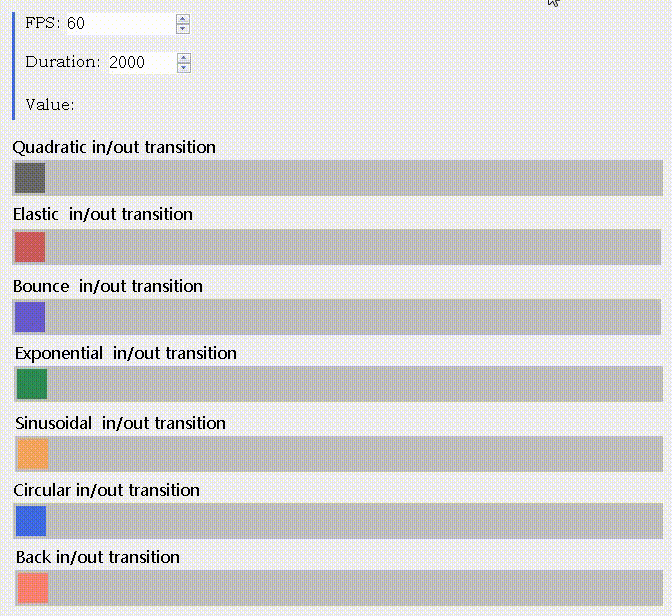 FPS: 60
Duration: 2000
Value:
Quadratic in/out transition
Elastic in/out transition
Bounce in/out transition
Exponential in/out transition
Sinusoidal in/out transition
Circular in/out transition
Back in/out transition